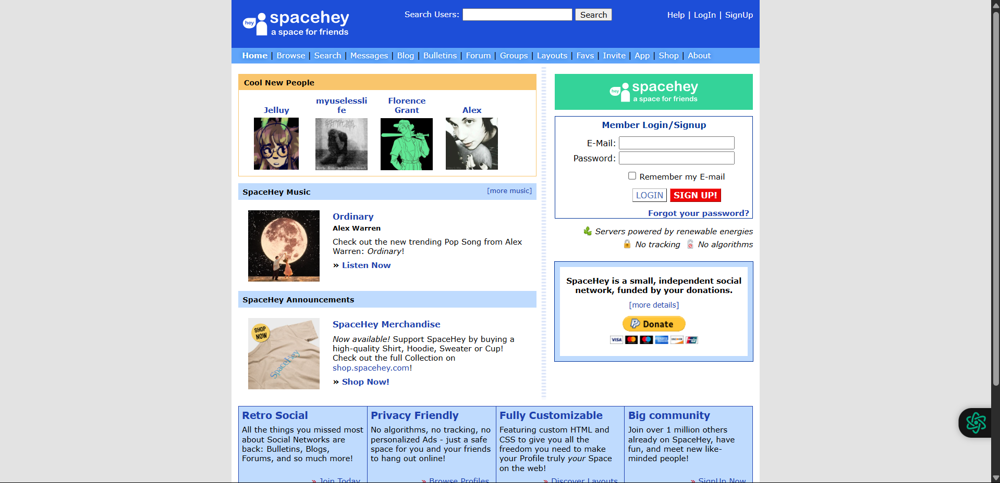 hey
spacehey
a space for friends
Search Users:
Search
Help | LogIn | SignUp
Home | Browse | Search | Messages | Blog | Bulletins | Forum | Groups | Layouts | Favs | Invite | App | Shop | About
Cool New People
Jelluy
myuselessli
fe
Florence
Grant
Alex
SpaceHey Music
[more music]
Ordinary
Alex Warren
Check out the new trending Pop Song from Alex
Warren: Ordinary!
» Listen Now
SpaceHey Announcements
SHOP
NOW
SpaceHey
SpaceHey Merchandise
Now available! Support SpaceHey by buying a
high-quality Shirt, Hoodie, Sweater or Cup!
Check out the full Collection on
shop.spacehey.com!
» Shop Now!
hey
spacehey
a space for friends
Member Login/Signup
E-Mail:
Password:
Remember my E-mail
LOGIN
SIGN UP!
Forgot your password?
Servers powered by renewable energies
No tracking
No algorithms
SpaceHey is a small, independent social
network, funded by your donations.
[more details]
Donate
VISA
DISCOVER
Retro Social
All the things you missed most
about Social Networks are
back: Bulletins, Blogs,
Forums, and so much more!
» Join Today
Privacy Friendly
No algorithms, no tracking, no
personalized Ads - just a safe
space for you and your friends
to hang out online!
» Browse Profiles
Fully Customizable
Featuring custom HTML and
CSS to give you all the
freedom you need to make
your Profile truly your Space
on the web!
» Discover Layouts
Big community
Join over 1 million others
already on SpaceHey, have
fun, and meet new like-
minded people!
» SignUp Now